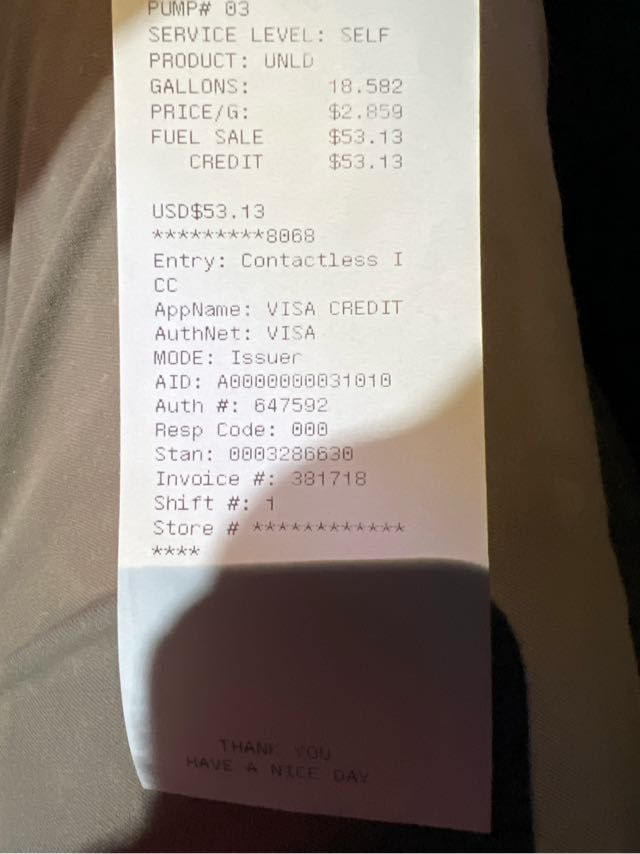 PUMP# 03
SERVICE LEVEL: SELF
PRODUCT: UNLD
GALLONS: 18.582
PRICE/G: $2.859
FUEL SALE $53.13
CREDIT $53.13
USD$53.13
*********8068
Entry: Contactless I
CC
AppName: VISA CREDIT
AuthNet: VISA
MODE: Issuer
AID: A0000000031010
Auth #: 647592
Resp Code: 000
Stan: 0003286630
Invoice #: 381718
Shift #: 1
Store # ************
****
THANK YOU
HAVE A NICE DAY